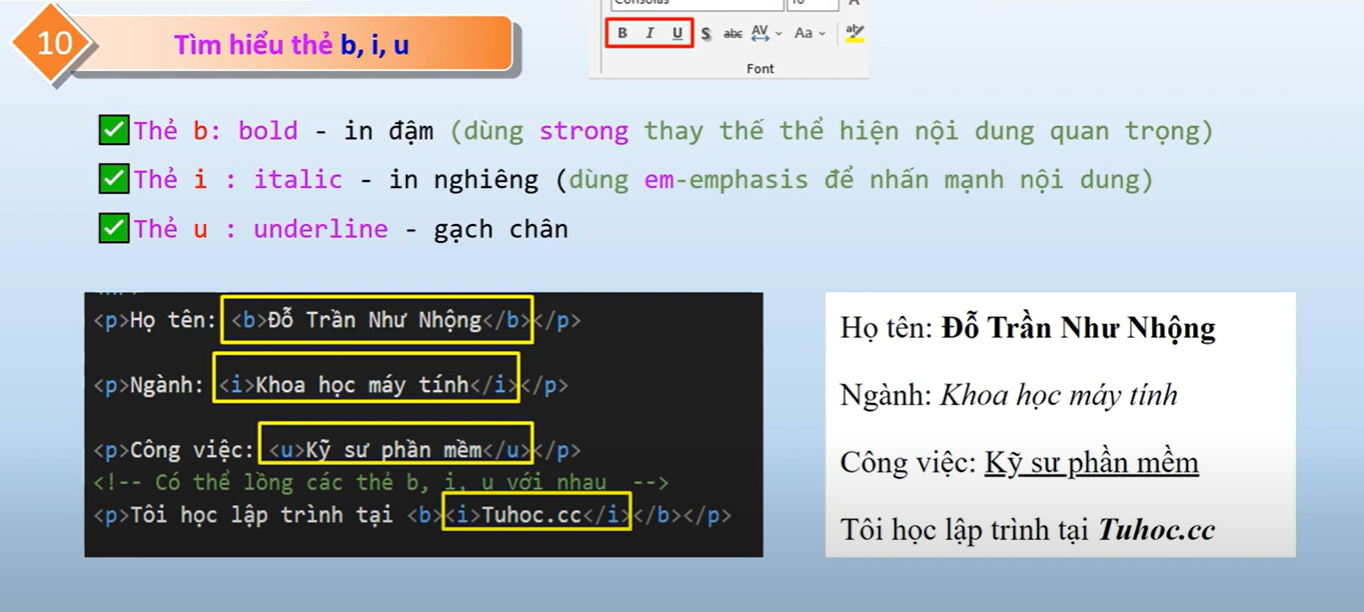 10
Tìm hiểu thẻ b, i, u
Consolas
B I U S abc AV Aa
Font
Thẻ b: bold - in đậm (dùng strong thay thế thể hiện nội dung quan trọng)
Thẻ i : italic - in nghiêng (dùng em-emphasis để nhấn mạnh nội dung)
Thẻ u : underline - gạch chân
<p>Họ tên: <b>Đỗ Trần Như Nhộng</b></p>
<p>Ngành: <i>Khoa học máy tính</i></p>
<p>Công việc: <u>Kỹ sư phần mềm</u></p>
<!-- Có thể lồng các thẻ b, i, u với nhau -->
<p>Tôi học lập trình tại <b><i>Tuhoc.cc</i></b></p>
Họ tên: Đỗ Trần Như Nhộng
Ngành: Khoa học máy tính
Công việc: Kỹ sư phần mềm
Tôi học lập trình tại Tuhoc.cc